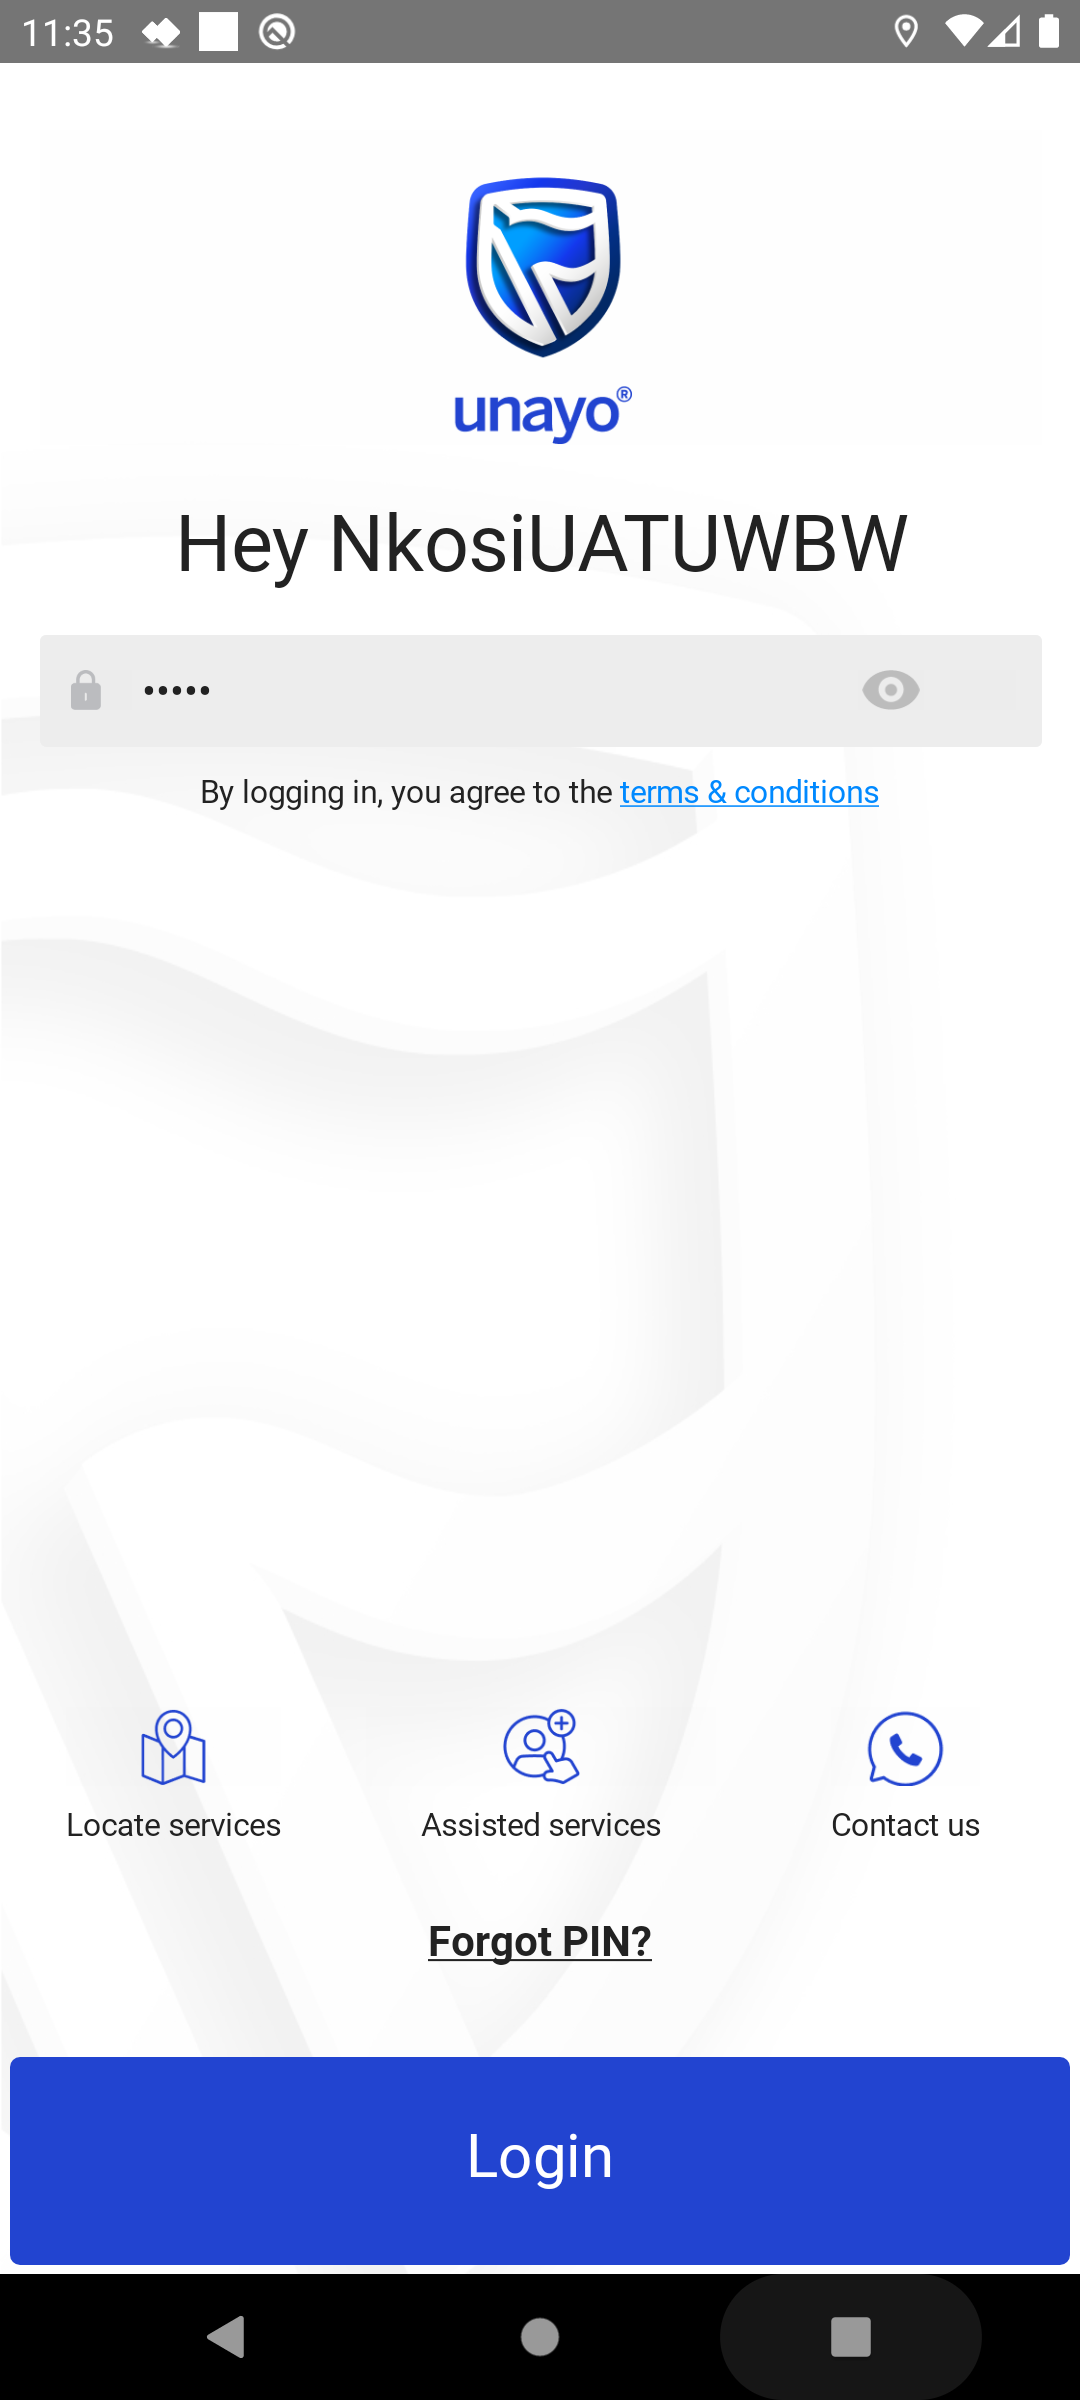 11:35
unayo®
Hey NkosiUATUWBW
•••••
By logging in, you agree to the terms & conditions
Locate services
Assisted services
Contact us
Forgot PIN?
Login